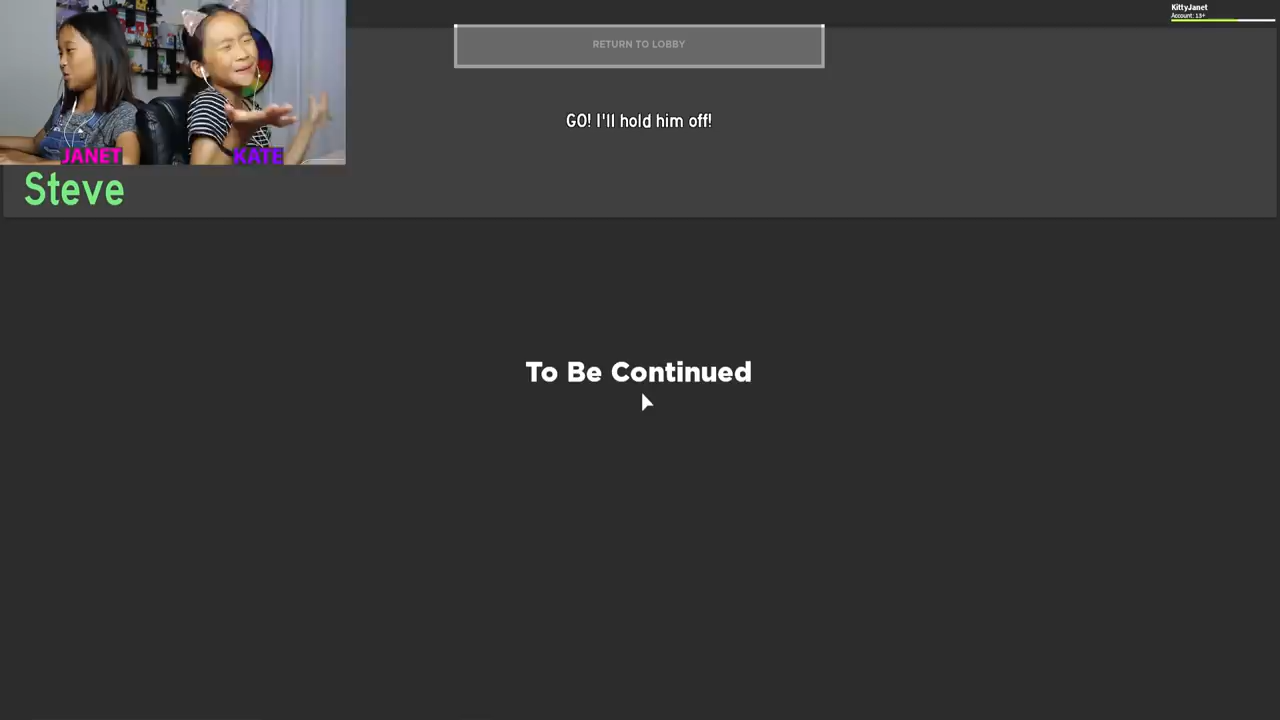 KittyJanet
Account: 13+
RETURN TO LOBBY
GO! I'll hold him off!
JANET
KATE
Steve
To Be Continued